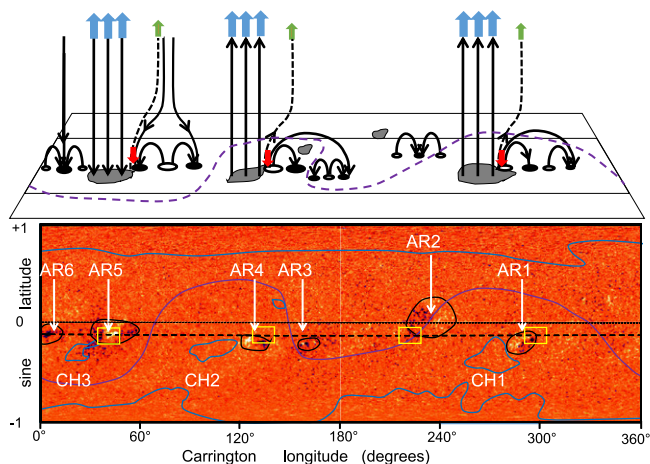 +1
AR6 AR5 AR4 AR3 AR2 AR1
latitude
0
sine
CH3 CH2 CH1
-1
0° 60° 120° 180° 240° 300° 360°
Carrington longitude (degrees)